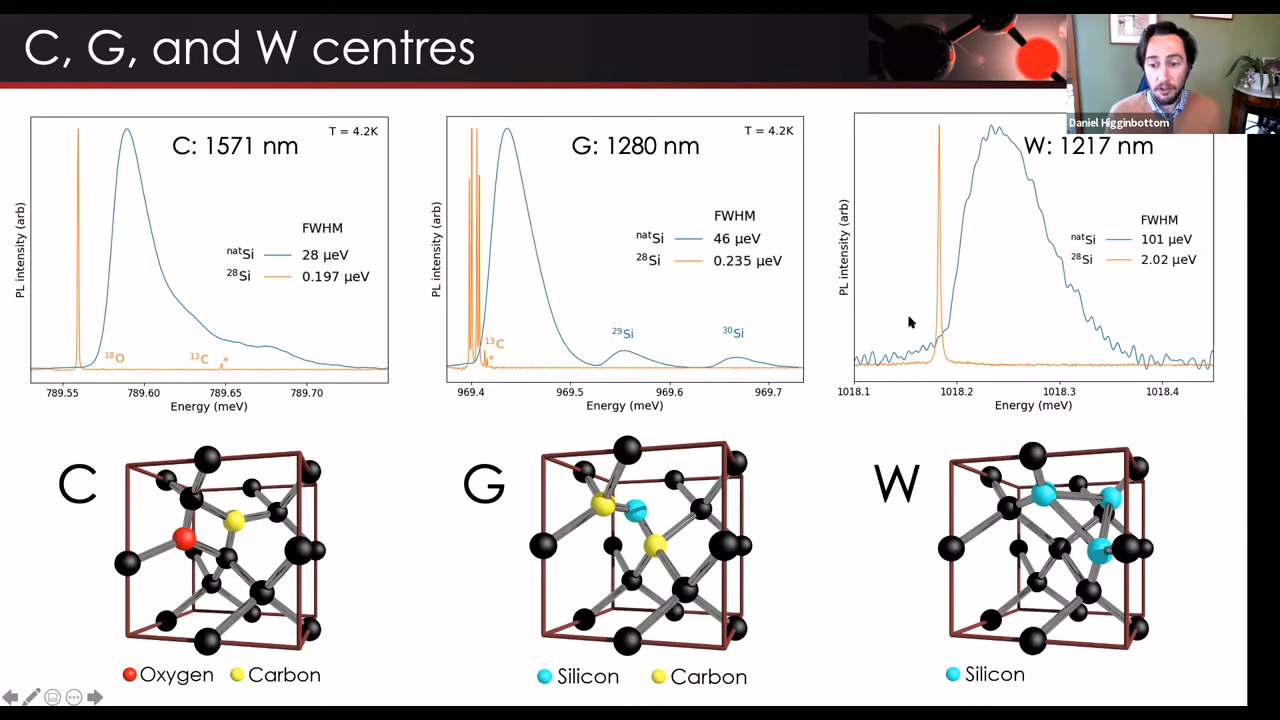 C, G, and W centres
Daniel Higginbottom
T = 4.2K
C: 1571 nm
FWHM
natSi 28 µeV
28Si 0.197 µeV
18O
13C
*
PL intensity (arb)
789.55 789.60 789.65 789.70
Energy (meV)
T = 4.2K
G: 1280 nm
FWHM
natSi 46 µeV
28Si 0.235 µeV
29Si
30Si
13C
*
PL intensity (arb)
969.4 969.5 969.6 969.7
Energy (meV)
W: 1217 nm
FWHM
natSi 101 µeV
28Si 2.02 µeV
PL intensity (arb)
1018.1 1018.2 1018.3 1018.4
Energy (meV)
C
Oxygen Carbon
G
Silicon Carbon
W
Silicon